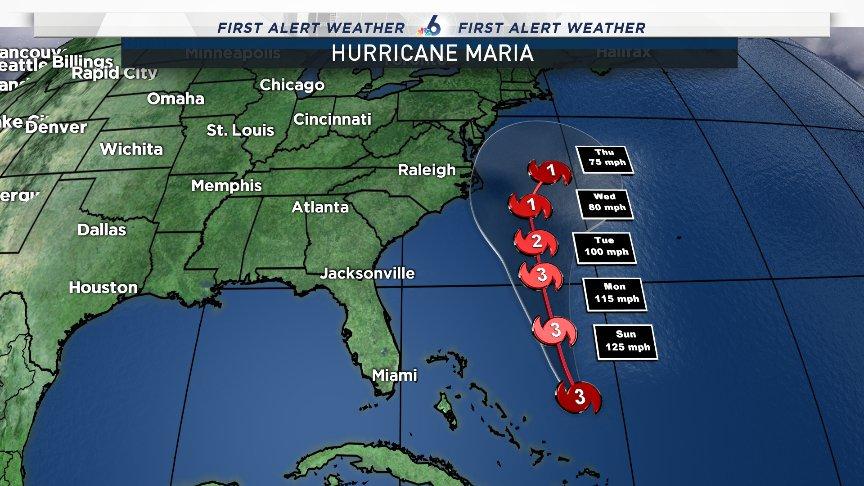 FIRST ALERT WEATHER 6 FIRST ALERT WEATHER
HURRICANE MARIA
Minneapolis
Halifax
Billings
Rapid City
Chicago
Omaha
Denver
St. Louis
Cincinnati
Wichita
Raleigh
Memphis
Atlanta
Dallas
Jacksonville
Houston
Miami
1
Thu
75 mph
1
Wed
80 mph
2
Tue
100 mph
3
Mon
115 mph
3
Sun
125 mph
3